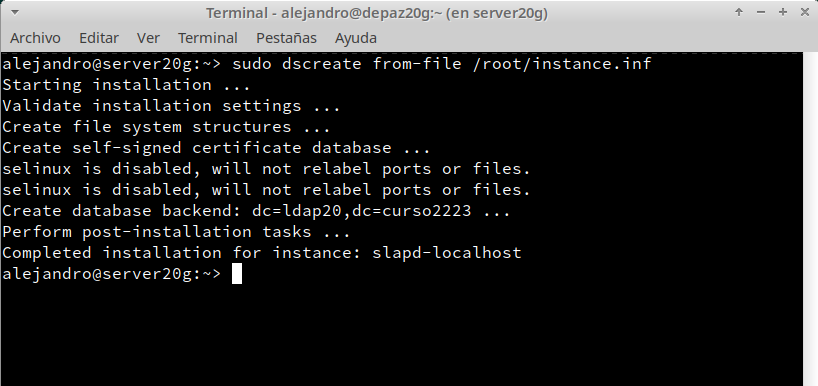 Terminal - alejandro@depaz20g:~ (en server20g)
Archivo Editar Ver Terminal Pestañas Ayuda
alejandro@server20g:~> sudo dscreate from-file /root/instance.inf
Starting installation ...
Validate installation settings ...
Create file system structures ...
Create self-signed certificate database ...
selinux is disabled, will not relabel ports or files.
selinux is disabled, will not relabel ports or files.
Create database backend: dc=ldap20,dc=curso2223 ...
Perform post-installation tasks ...
Completed installation for instance: slapd-localhost
alejandro@server20g:~>